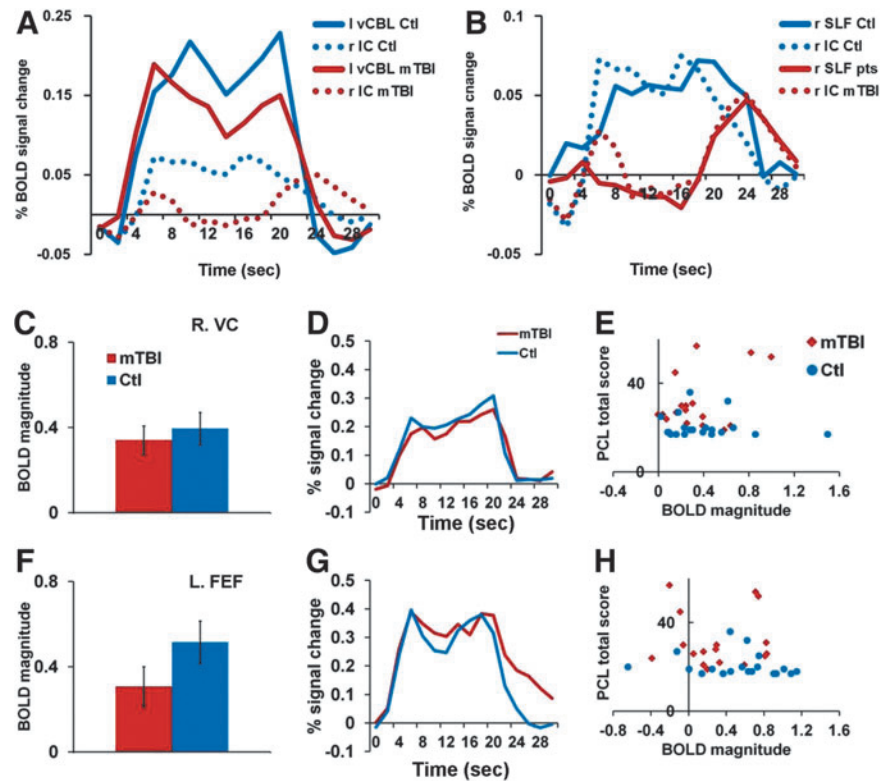 A
0.25
0.15
0.05
-0.05
% BOLD signal change
0 4 8 12 16 20 24 28
Time (sec)
l vCBL Ctl
r IC Ctl
l vCBL mTBI
r IC mTBI
B
0.1
0.05
0
-0.05
% BOLD signal change
0 4 8 12 16 20 24 28
Time (sec)
r SLF Ctl
r IC Ctl
r SLF pts
r IC mTBI
C
R. VC
0.8
0.4
0
BOLD magnitude
mTBI
Ctl
D
0.5
0.4
0.3
0.2
0.1
0
-0.1
% signal change
0 4 8 12 16 20 24 28
Time (sec)
mTBI
Ctl
E
PCL total score
40
0
-0.4 0 0.4 0.8 1.2 1.6
BOLD magnitude
mTBI
Ctl
F
L. FEF
0.8
0.4
0
BOLD magnitude
G
0.5
0.4
0.3
0.2
0.1
0
-0.1
% signal change
0 4 8 12 16 20 24 28
Time (sec)
H
PCL total score
40
0
-0.8 -0.4 0 0.4 0.8 1.2 1.6
BOLD magnitude